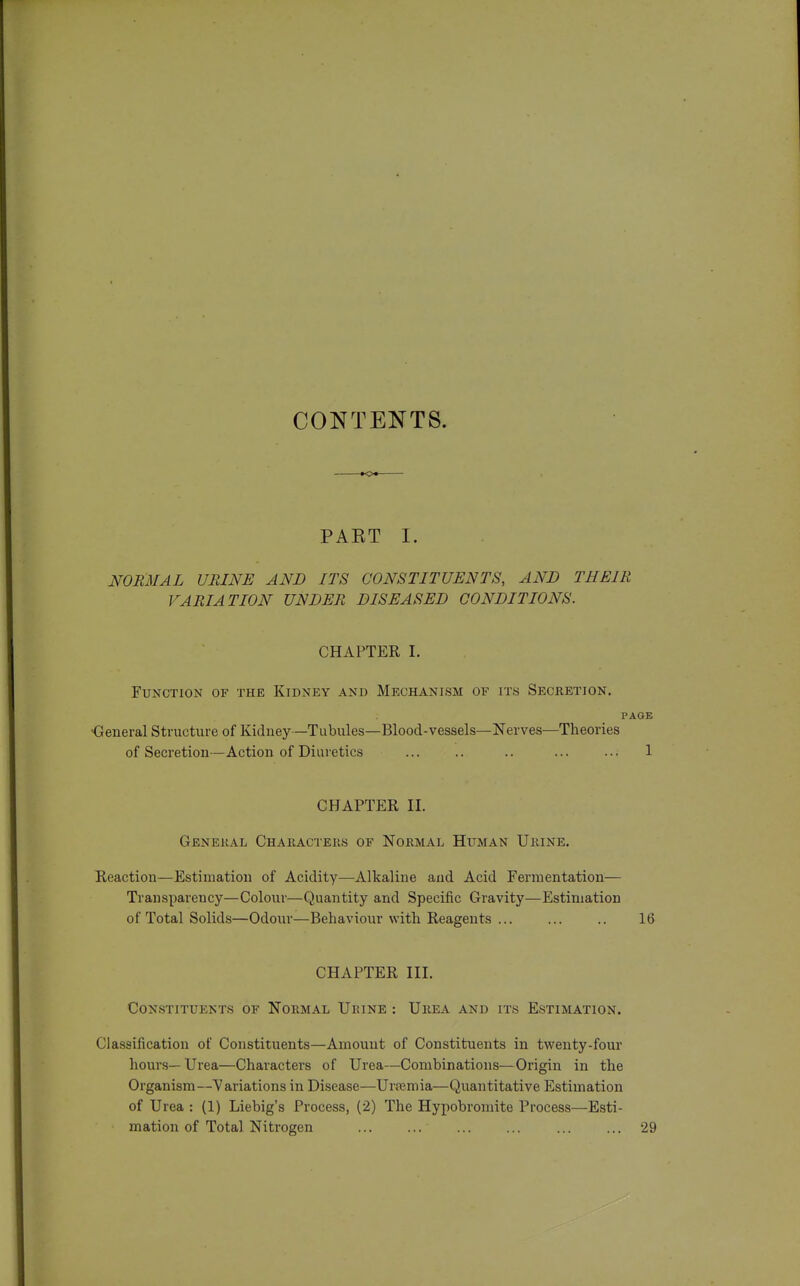 CONTENTS.
PART I.
NORMAL URINE AND ITS CONSTITUENTS, AND THEIR
VARIATION UNDER DISEASED CONDITIONS.
CHAPTER I.
Function of the Kidney and Mechanism of its Secretion.
PAGE
General Structure of Kidney—Tubules—Blood-vessels—Nerves—Theories
of Secretion—Action of Diuretics ... .. .. ... ... 1
CHAPTER II.
General Characters of Normal Human Urine.
Reaction—Estimation of Acidity—Alkaline and Acid Fermentation—
Transparency—Colour—Quantity and Specific Gravity—Estimation
of Total Solids—Odour—Behaviour with Reagents ... ... .. 16
CHAPTER III.
Constituents of Normal Urine : Urea and its Estimation.
Classification of Constituents—Amount of Constituents in twenty-four
hours—Urea—Characters of Urea—Combinations—Origin in the
Organism—Variations in Disease—Uræmia—Quantitative Estimation
of Urea : (1) Liebig's Process, (2) The Hypobromite Process—Esti-
mation of Total Nitrogen ... ... ... ... ... ... 29